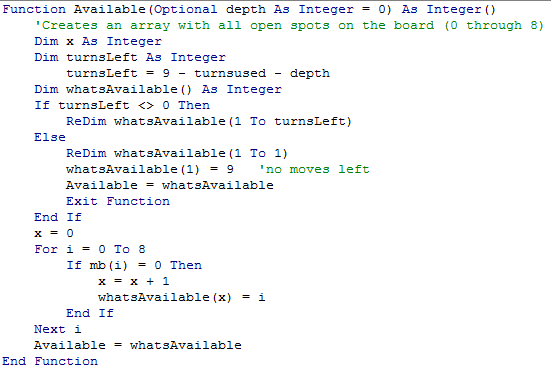 Function Available(Optional depth As Integer = 0) As Integer()
    'Creates an array with all open spots on the board (0 through 8)
    Dim x As Integer
    Dim turnsLeft As Integer
        turnsLeft = 9 - turnsused - depth
    Dim whatsAvailable() As Integer
    If turnsLeft <> 0 Then
        ReDim whatsAvailable(1 To turnsLeft)
    Else
        ReDim whatsAvailable(1 To 1)
        whatsAvailable(1) = 9   'no moves left
        Available = whatsAvailable
        Exit Function
    End If
    x = 0
    For i = 0 To 8
        If mb(i) = 0 Then
            x = x + 1
            whatsAvailable(x) = i
        End If
    Next i
    Available = whatsAvailable
End Function